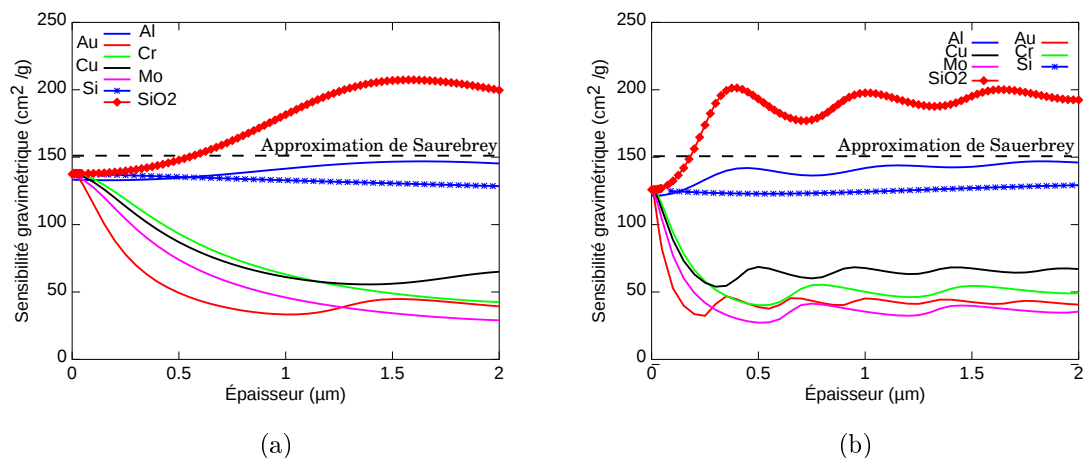 250
200
150
100
50
0
Sensibilité gravimétrique (cm² /g)
Al
Au
Cr
Cu
Mo
Si
SiO2
Approximation de Saurebrey
0 0.5 1 1.5 2
Épaisseur (µm)
(a)
250
200
150
100
50
0
Sensibilité gravimétrique (cm² /g)
Al Au
Cu Cr
Mo Si
SiO2
Approximation de Sauerbrey
0 0.5 1 1.5 2
Épaisseur (µm)
(b)